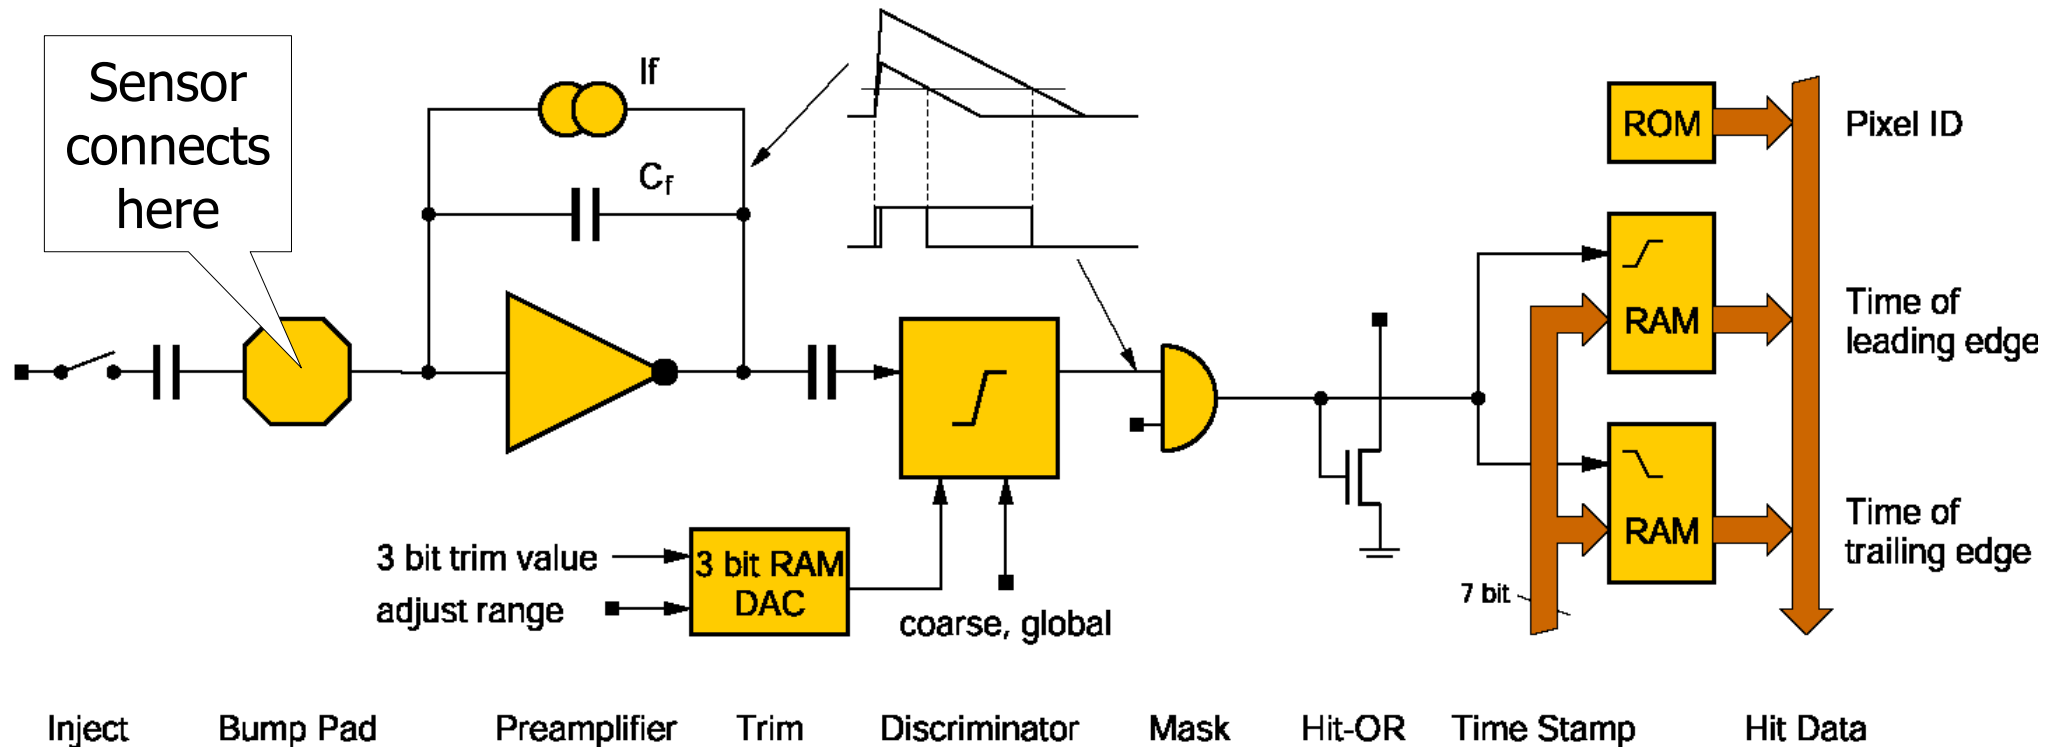 Sensor
connects
here
If
Cf
ROM
Pixel ID
RAM
Time of
leading edge
RAM
Time of
trailing edge
7 bit
3 bit trim value
adjust range
3 bit RAM
DAC
coarse, global
Inject Bump Pad Preamplifier Trim Discriminator Mask Hit-OR Time Stamp Hit Data